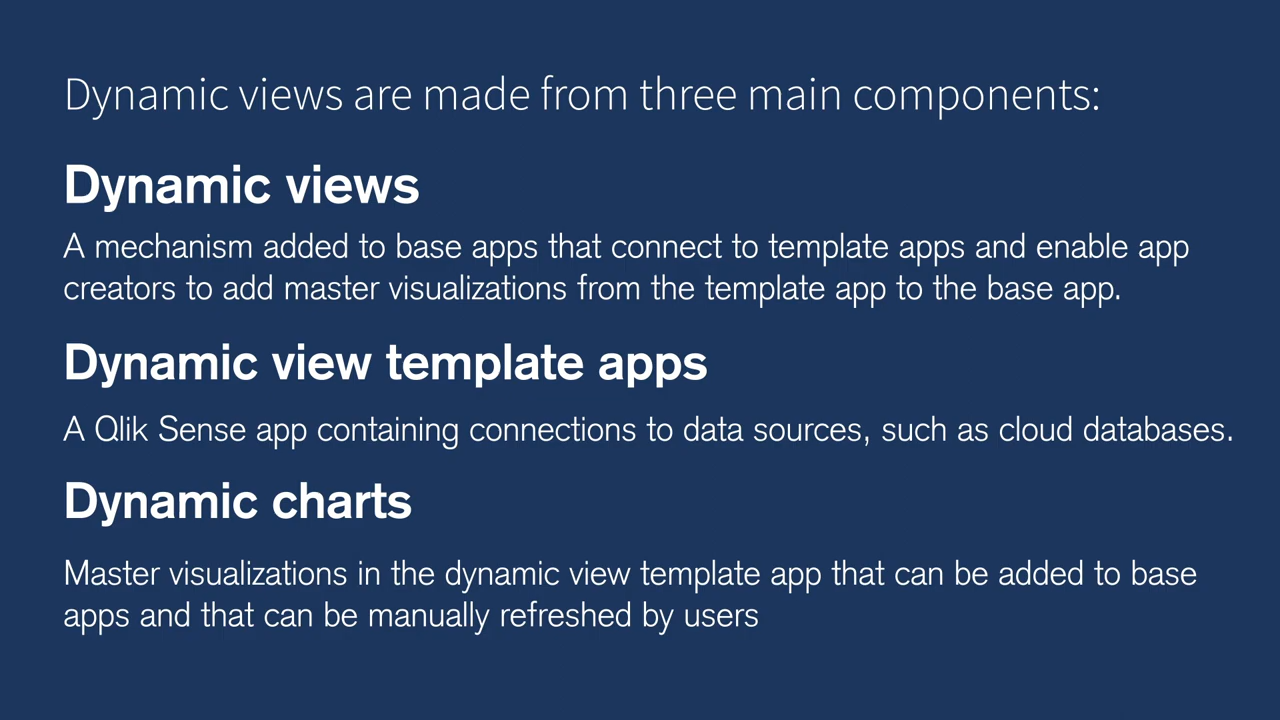 Dynamic views are made from three main components:
Dynamic views
A mechanism added to base apps that connect to template apps and enable app
creators to add master visualizations from the template app to the base app.
Dynamic view template apps
A Qlik Sense app containing connections to data sources, such as cloud databases.
Dynamic charts
Master visualizations in the dynamic view template app that can be added to base
apps and that can be manually refreshed by users